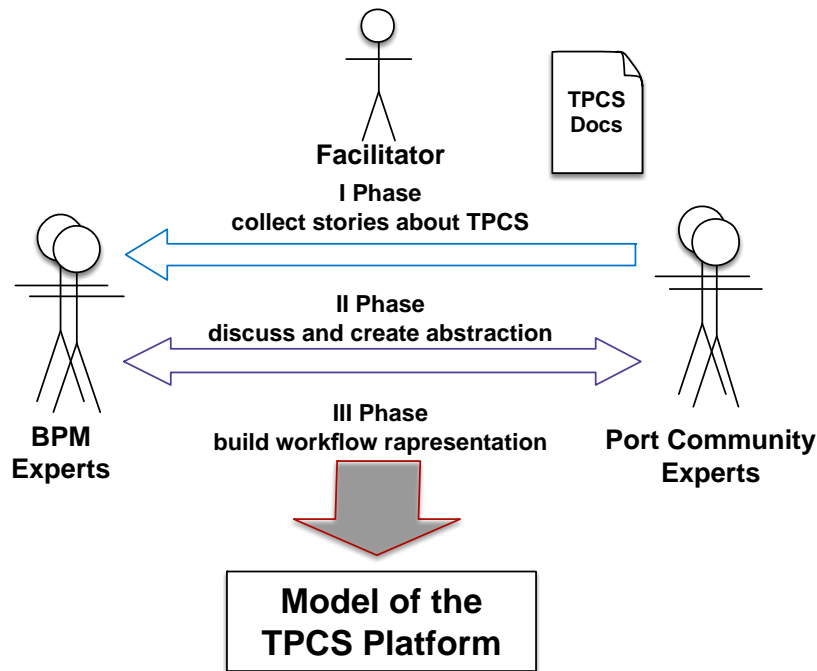 TPCS
Docs
Facilitator
I Phase
collect stories about TPCS
II Phase
discuss and create abstraction
III Phase
build workflow rapresentation
BPM
Experts
Port Community
Experts
Model of the
TPCS Platform